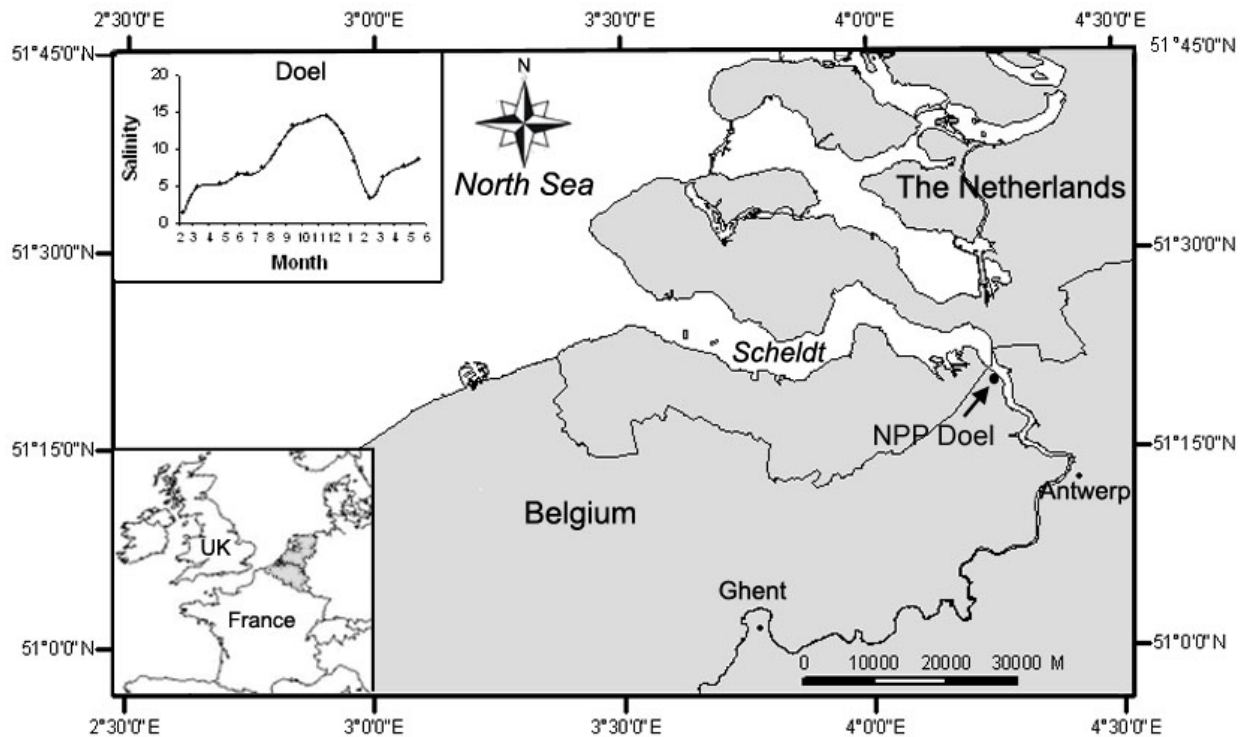 2°30'0"E 3°0'0"E 3°30'0"E 4°0'0"E 4°30'0"E
51°45'0"N 51°45'0"N
Doel
20
15
10
5
0
Salinity
2 3 4 5 6 7 8 9 10 11 12 1 2 3 4 5 6
Month
N
North Sea
The Netherlands
51°30'0"N 51°30'0"N
Scheldt
NPP Doel
51°15'0"N 51°15'0"N
Antwerp
Belgium
UK
France
Ghent
51°0'0"N 51°0'0"N
0 10000 20000 30000 M
2°30'0"E 3°0'0"E 3°30'0"E 4°0'0"E 4°30'0"E